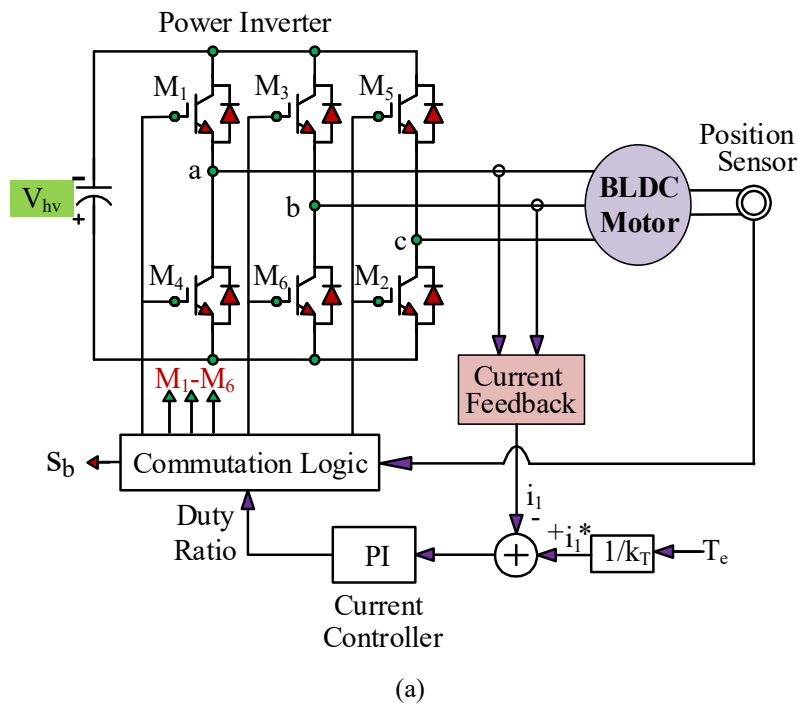 Power Inverter
M1
M3
M5
Position
Sensor
-
Vhv
+
a
b
c
BLDC
Motor
M4
M6
M2
M1-M6
Current
Feedback
Sb
Commutation Logic
Duty
Ratio
i1
-
+i1*
PI
+
1/kT
Te
Current
Controller
(a)